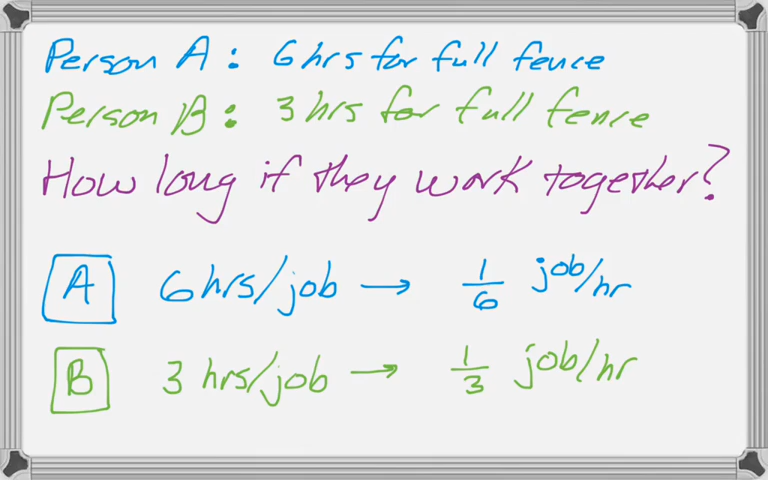 Person A: 6 hrs for full fence
Person B: 3 hrs for full fence
How long if they work together?
A 6 hrs/job → 1/6 job/hr
B 3 hrs/job → 1/3 job/hr